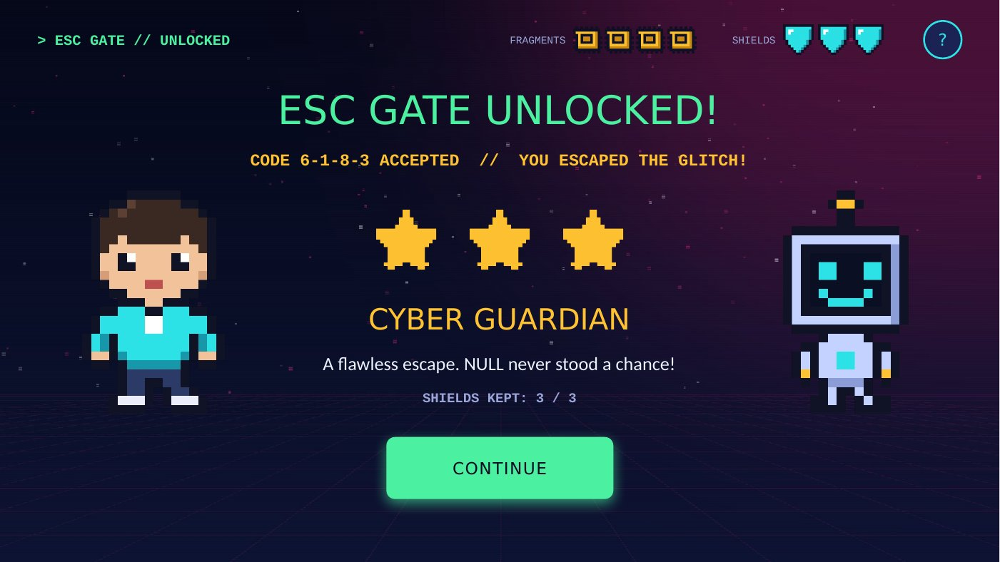 > ESC GATE // UNLOCKED
FRAGMENTS
SHIELDS
?
ESC GATE UNLOCKED!
CODE 6-1-8-3 ACCEPTED // YOU ESCAPED THE GLITCH!
CYBER GUARDIAN
A flawless escape. NULL never stood a chance!
SHIELDS KEPT: 3 / 3
CONTINUE